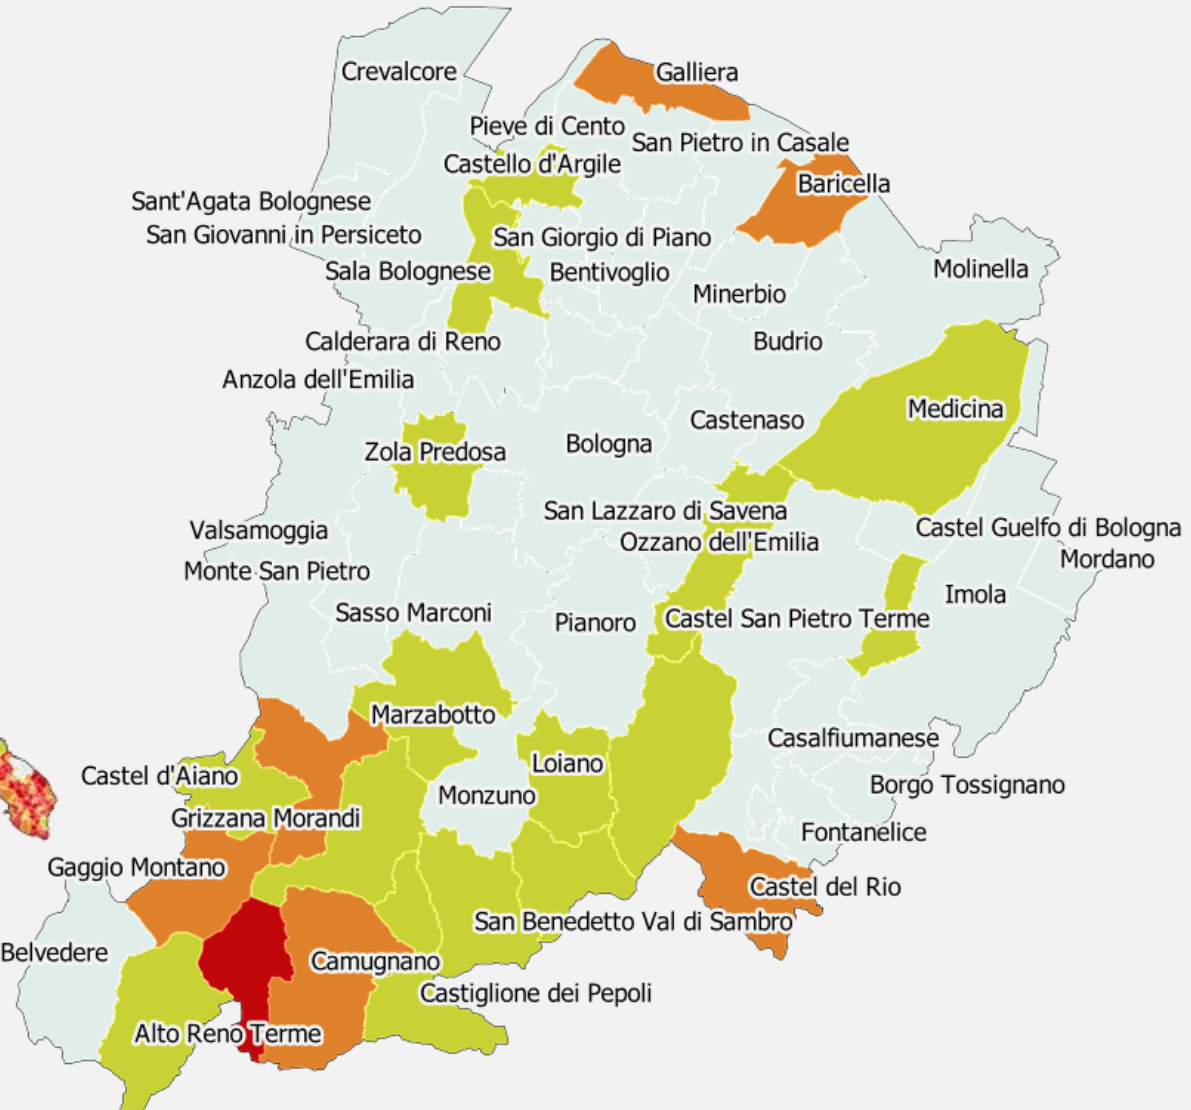 Crevalcore
Galliera
Pieve di Cento
San Pietro in Casale
Castello d'Argile
Baricella
Sant'Agata Bolognese
San Giovanni in Persiceto
San Giorgio di Piano
Sala Bolognese
Bentivoglio
Molinella
Minerbio
Calderara di Reno
Budrio
Anzola dell'Emilia
Medicina
Castenaso
Zola Predosa
Bologna
San Lazzaro di Savena
Valsamoggia
Castel Guelfo di Bologna
Ozzano dell'Emilia
Mordano
Monte San Pietro
Imola
Sasso Marconi
Pianoro
Castel San Pietro Terme
Marzabotto
Casalfiumanese
Loiano
Castel d'Aiano
Borgo Tossignano
Monzuno
Grizzana Morandi
Fontanelice
Gaggio Montano
Castel del Rio
San Benedetto Val di Sambro
Belvedere
Camugnano
Castiglione dei Pepoli
Alto Reno Terme